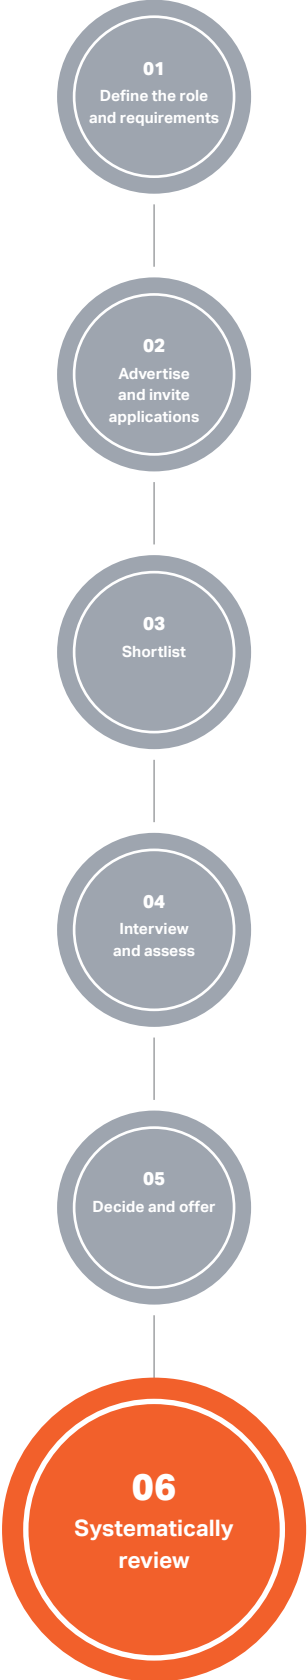 01
Define the role
and requirements
02
Advertise
and invite
applications
03
Shortlist
04
Interview
and assess
05
Decide and offer
06
Systematically
review